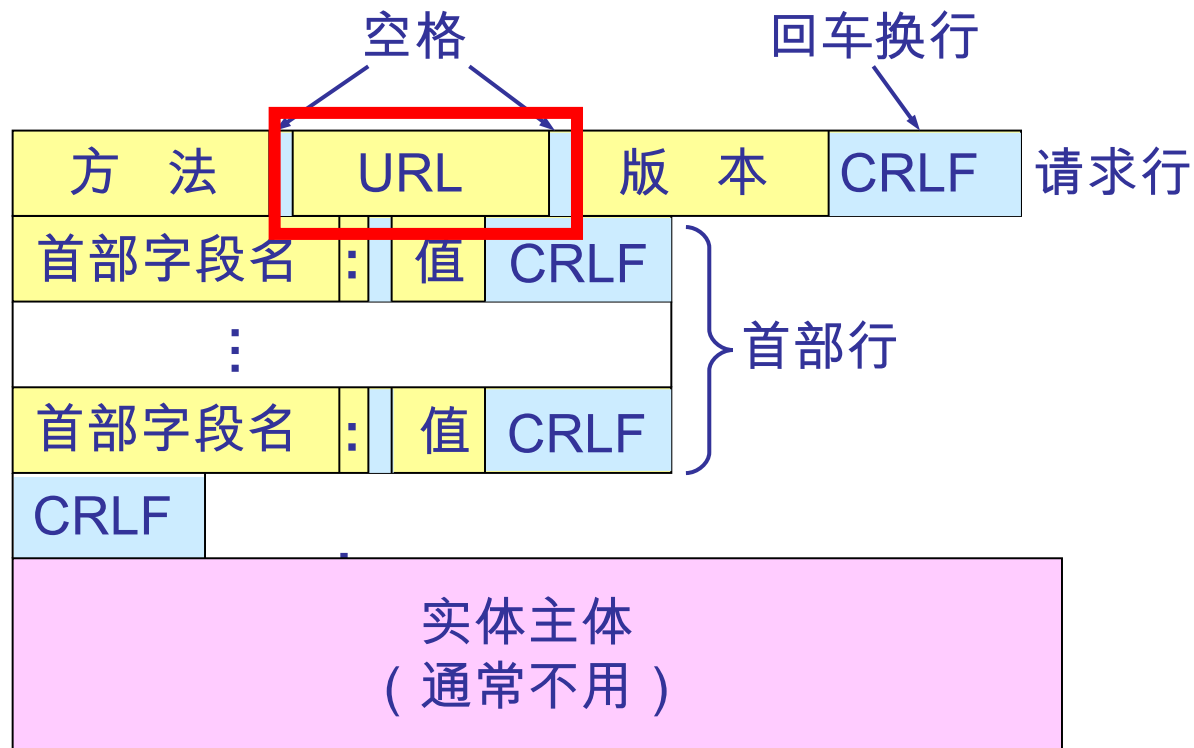 空格 回车换行
方 法 URL 版 本 CRLF 请求行
首部字段名 : 值 CRLF
⋮ 首部行
首部字段名 : 值 CRLF
CRLF
实体主体
（通常不用）